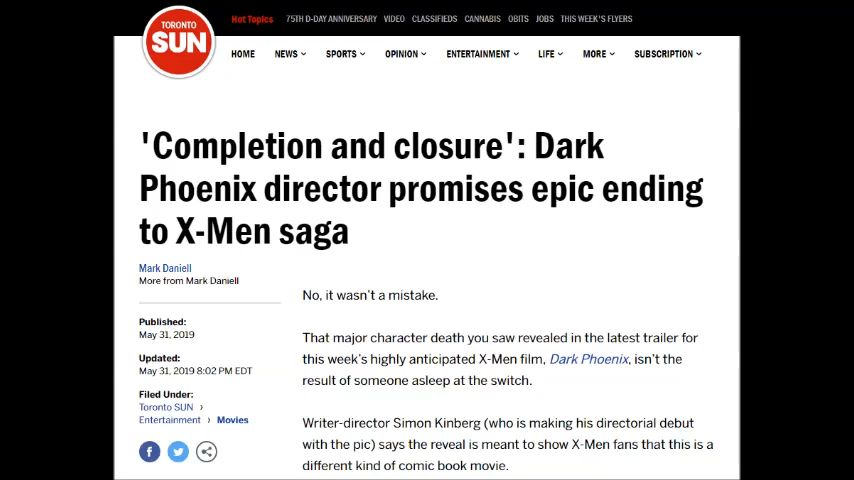 TORONTO
SUN
Hot Topics 75TH D-DAY ANNIVERSARY VIDEO CLASSIFIEDS CANNABIS OBITS JOBS THIS WEEK'S FLYERS
HOME NEWS SPORTS OPINION ENTERTAINMENT LIFE MORE SUBSCRIPTION
'Completion and closure': Dark
Phoenix director promises epic ending
to X-Men saga
Mark Daniell
More from Mark Daniell
Published:
May 31, 2019
Updated:
May 31, 2019 8:02 PM EDT
Filed Under:
Toronto SUN ›
Entertainment › Movies
No, it wasn't a mistake.
That major character death you saw revealed in the latest trailer for
this week's highly anticipated X-Men film, Dark Phoenix, isn't the
result of someone asleep at the switch.
Writer-director Simon Kinberg (who is making his directorial debut
with the pic) says the reveal is meant to show X-Men fans that this is a
different kind of comic book movie.